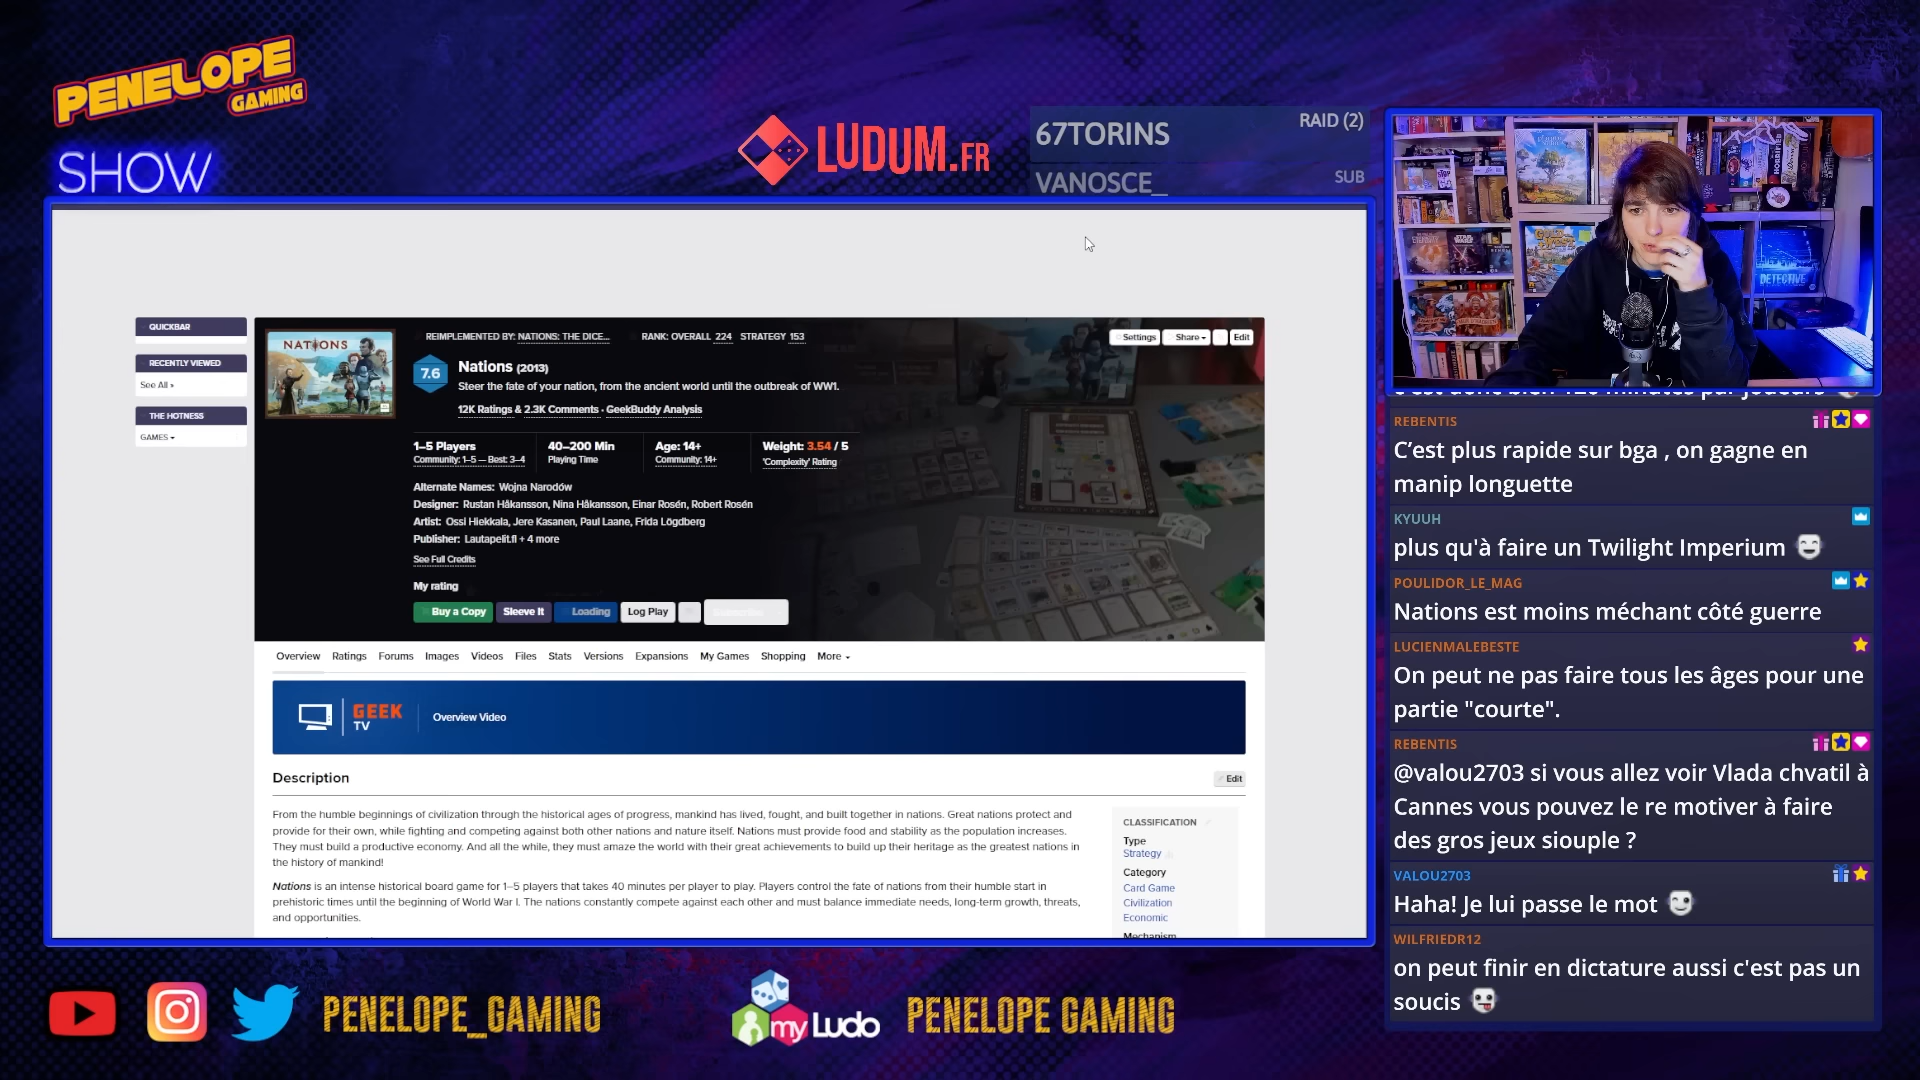 PENELOPE
GAMING
SHOW
LUDUM.FR
67TORINS
RAID (2)
VANOSCE_
SUB
QUICKBAR
RECENTLY VIEWED
See All »
THE HOTNESS
GAMES
NATIONS
REIMPLEMENTED BY: NATIONS: THE DICE...
RANK: OVERALL 224 STRATEGY 153
Settings
Share
Edit
7.6
Nations (2013)
Steer the fate of your nation, from the ancient world until the outbreak of WW1.
12K Ratings & 2.3K Comments · GeekBuddy Analysis
1–5 Players
Community: 1–5 — Best: 3–4
40–200 Min
Playing Time
Age: 14+
Community: 14+
Weight: 3.54 / 5
'Complexity' Rating
Alternate Names: Wojna Narodów
Designer: Rustan Håkansson, Nina Håkansson, Einar Rosén, Robert Rosén
Artist: Ossi Hiekkala, Jere Kasanen, Paul Laane, Frida Lögdberg
Publisher: Lautapelit.fi + 4 more
See Full Credits
My rating
Buy a Copy
Sleeve It
Loading
Log Play
Overview Ratings Forums Images Videos Files Stats Versions Expansions My Games Shopping More
GEEK
TV
Overview Video
Description
Edit
From the humble beginnings of civilization through the historical ages of progress, mankind has lived, fought, and built together in nations. Great nations protect and
provide for their own, while fighting and competing against both other nations and nature itself. Nations must provide food and stability as the population increases.
They must build a productive economy. And all the while, they must amaze the world with their great achievements to build up their heritage as the greatest nations in
the history of mankind!
Nations is an intense historical board game for 1–5 players that takes 40 minutes per player to play. Players control the fate of nations from their humble start in
prehistoric times until the beginning of World War I. The nations constantly compete against each other and must balance immediate needs, long-term growth, threats,
and opportunities.
CLASSIFICATION
Type
Strategy
Category
Card Game
Civilization
Economic
Mechanism
STAR WARS
DETECTIVE
REBENTIS
C’est plus rapide sur bga , on gagne en
manip longuette
KYUUH
plus qu'à faire un Twilight Imperium
POULIDOR_LE_MAG
Nations est moins méchant côté guerre
LUCIENMALEBESTE
On peut ne pas faire tous les âges pour une
partie "courte".
REBENTIS
@valou2703 si vous allez voir Vlada chvatil à
Cannes vous pouvez le re motiver à faire
des gros jeux siouple ?
VALOU2703
Haha! Je lui passe le mot
WILFRIEDR12
on peut finir en dictature aussi c'est pas un
soucis
PENELOPE_GAMING
my Ludo
PENELOPE GAMING